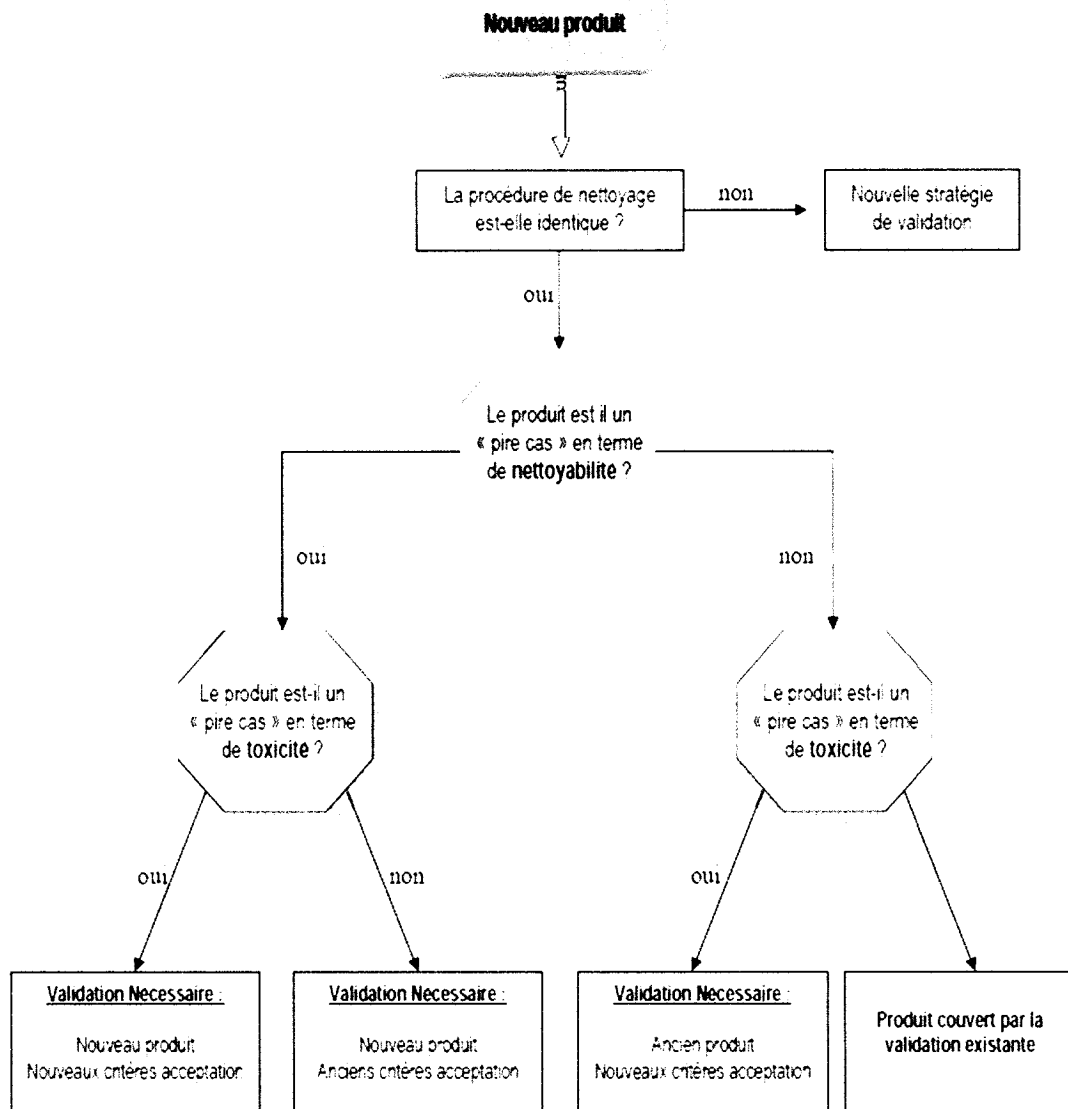 Nouveau produit
La procédure de nettoyage
est-elle identique ?
non
Nouvelle stratégie
de validation
oui
Le produit est il un
« pire cas » en terme
de nettoyabilité ?
oui
non
Le produit est-il un
« pire cas » en terme
de toxicité ?
Le produit est-il un
« pire cas » en terme
de toxicité ?
oui
non
oui
Validation Nécessaire :
Nouveau produit
Nouveaux critères acceptation
Validation Nécessaire :
Nouveau produit
Anciens critères acceptation
Validation Nécessaire :
Ancien produit
Nouveaux critères acceptation
Produit couvert par la
validation existante